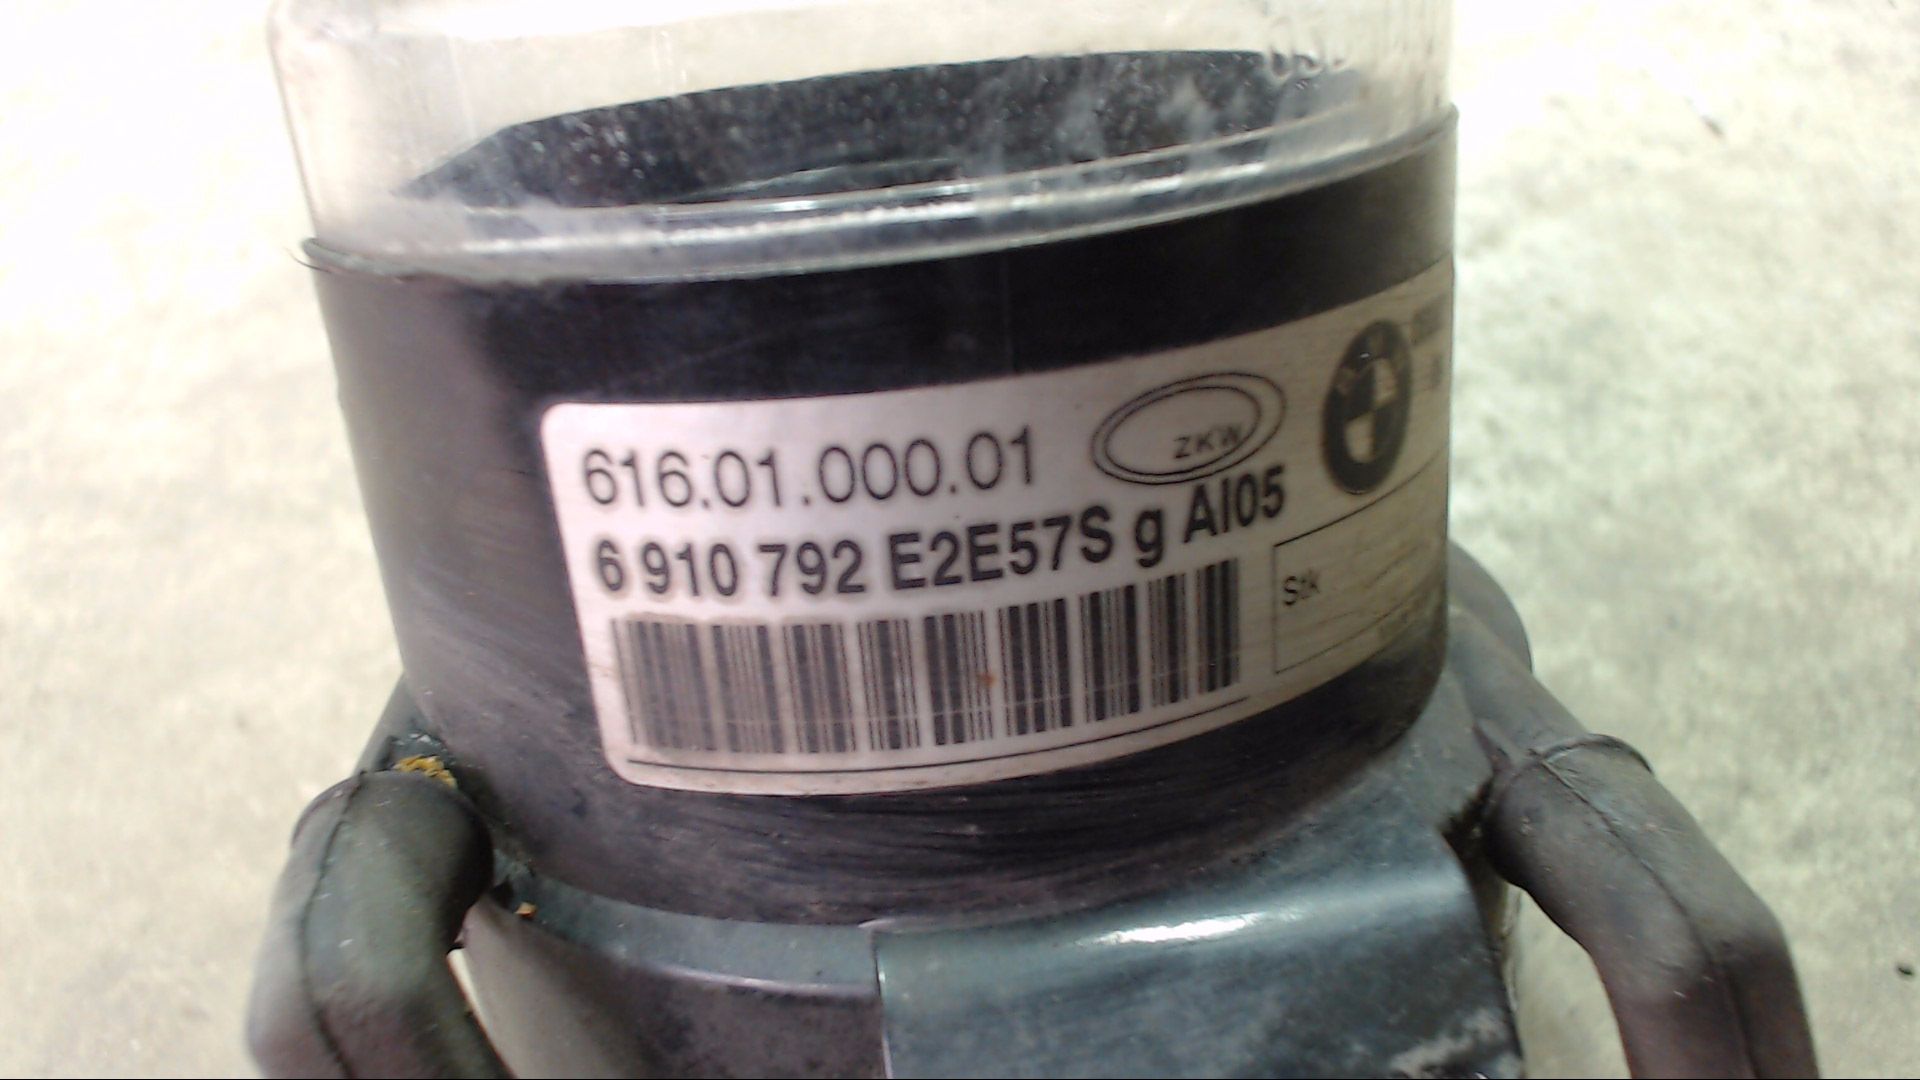 616.01.000.01
ZKW
6 910 792 E2E57S g AI05
Stk